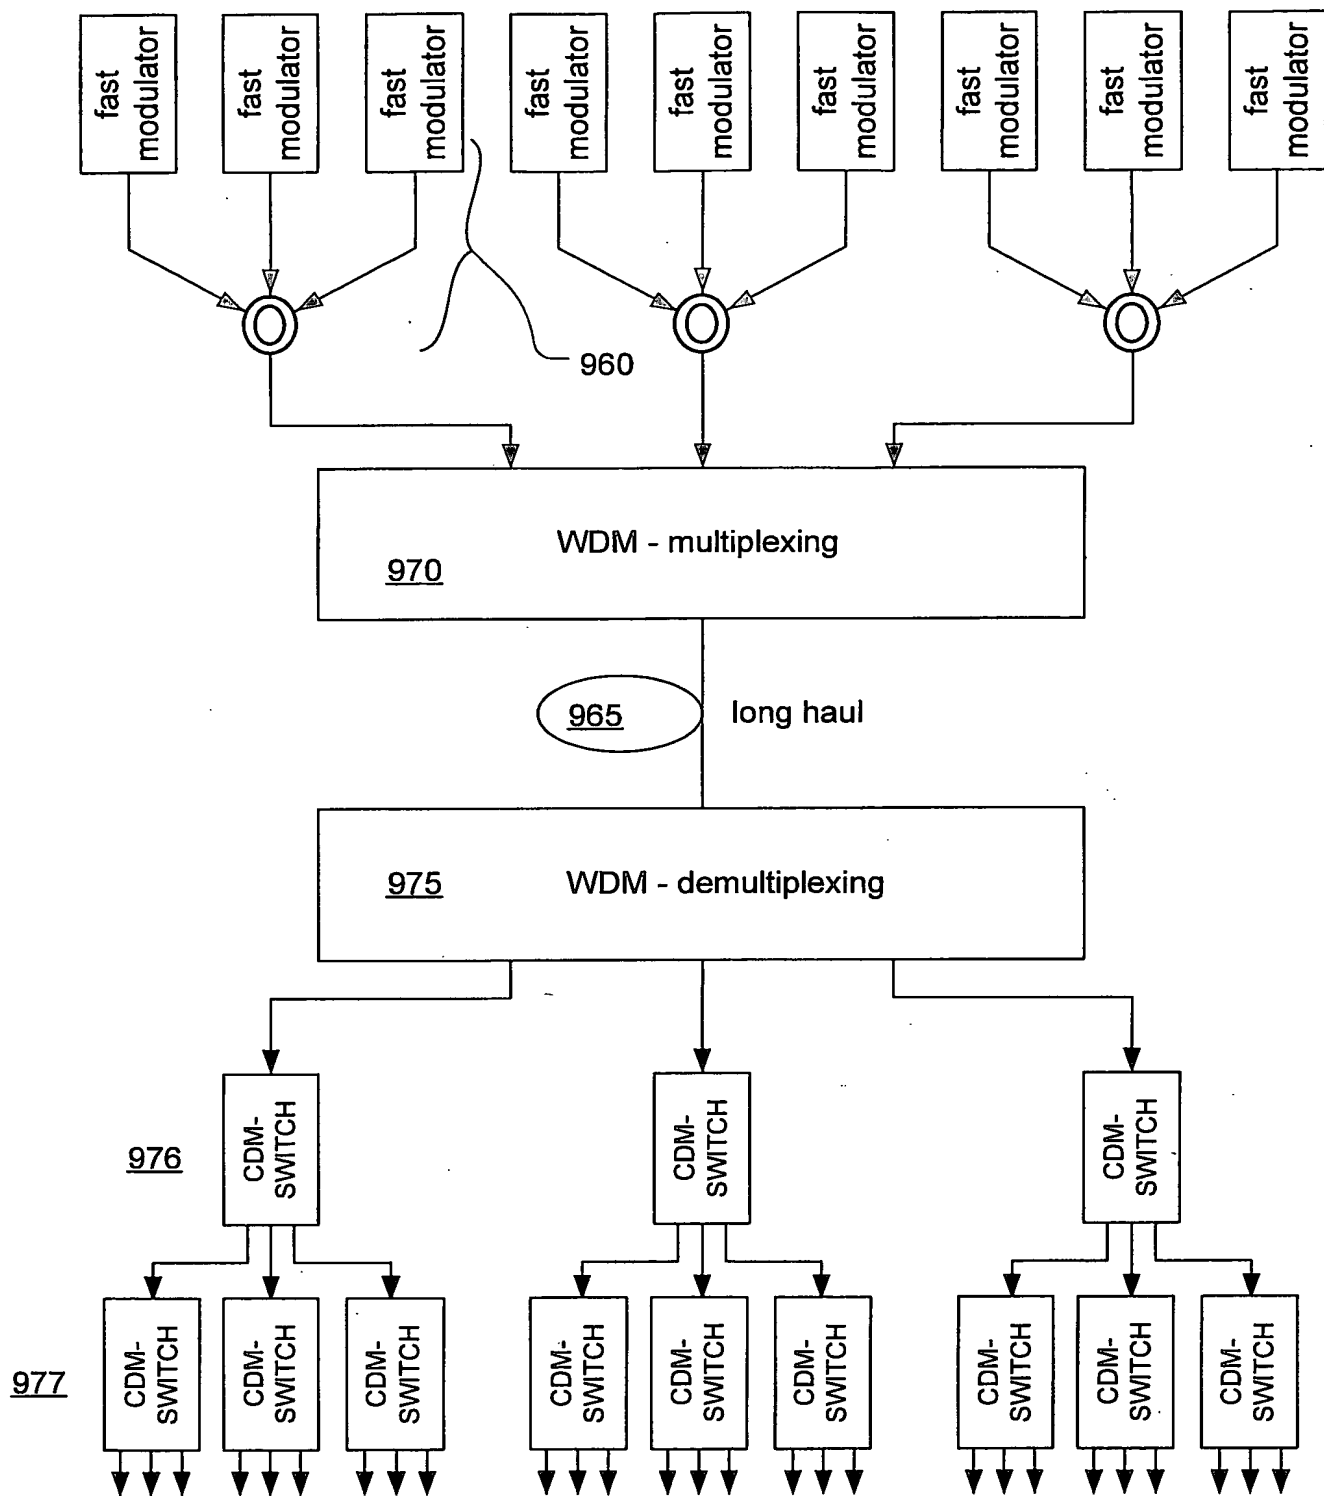 fast
modulator
fast
modulator
fast
modulator
fast
modulator
fast
modulator
fast
modulator
fast
modulator
fast
modulator
fast
modulator
960
WDM - multiplexing
970
965
long haul
975
WDM - demultiplexing
976
CDM-
SWITCH
CDM-
SWITCH
CDM-
SWITCH
977
CDM-
SWITCH
CDM-
SWITCH
CDM-
SWITCH
CDM-
SWITCH
CDM-
SWITCH
CDM-
SWITCH
CDM-
SWITCH
CDM-
SWITCH
CDM-
SWITCH